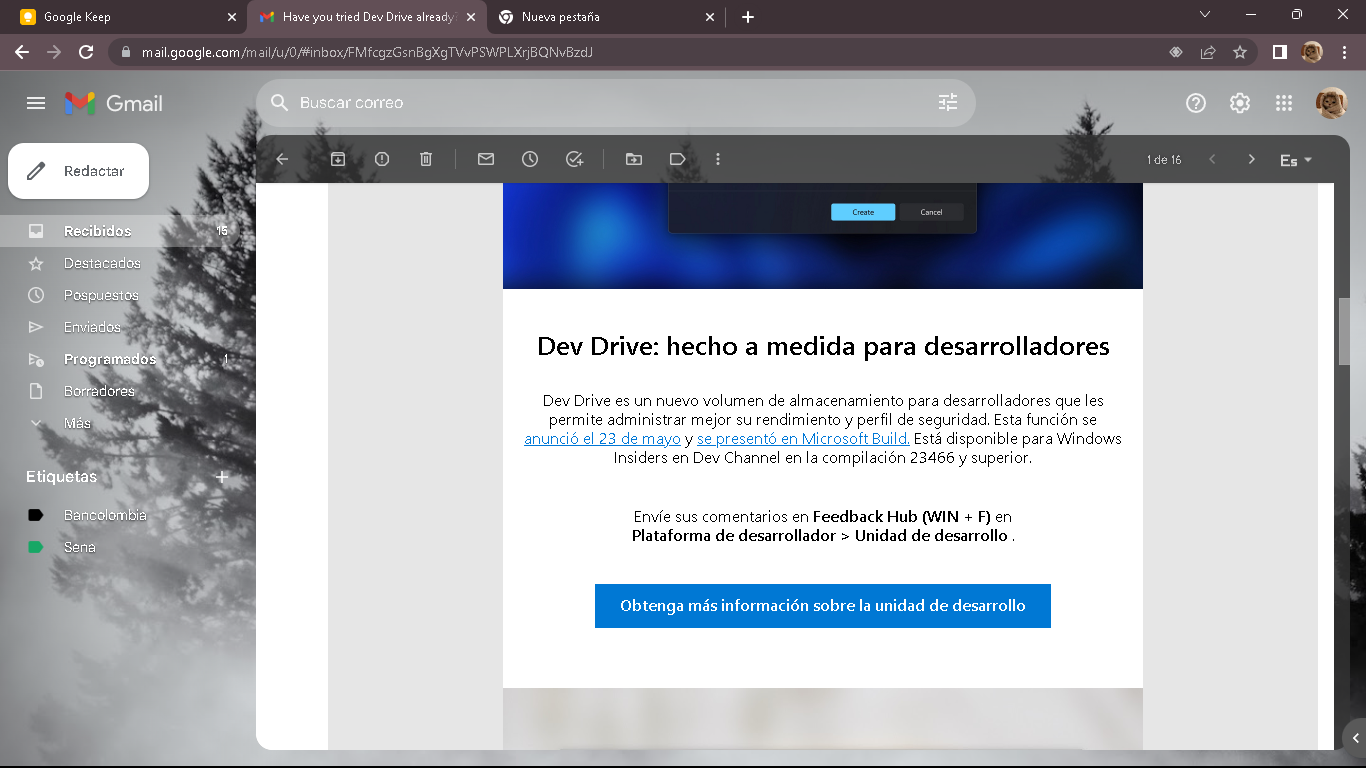 Google Keep
Have you tried Dev Drive already?
Nueva pestaña
mail.google.com/mail/u/0/#inbox/FMfcgzGsnBgXgTVvPSWPLXrjBQNvBzdJ
Gmail
Buscar correo
Redactar
1 de 16
Es
Recibidos 15
Destacados
Pospuestos
Enviados
Programados 1
Borradores
Más
Etiquetas
Bancolombia
Sena
Create Cancel
Dev Drive: hecho a medida para desarrolladores
Dev Drive es un nuevo volumen de almacenamiento para desarrolladores que les
permite administrar mejor su rendimiento y perfil de seguridad. Esta función se
anunció el 23 de mayo y se presentó en Microsoft Build. Está disponible para Windows
Insiders en Dev Channel en la compilación 23466 y superior.
Envíe sus comentarios en Feedback Hub (WIN + F) en
Plataforma de desarrollador > Unidad de desarrollo .
Obtenga más información sobre la unidad de desarrollo